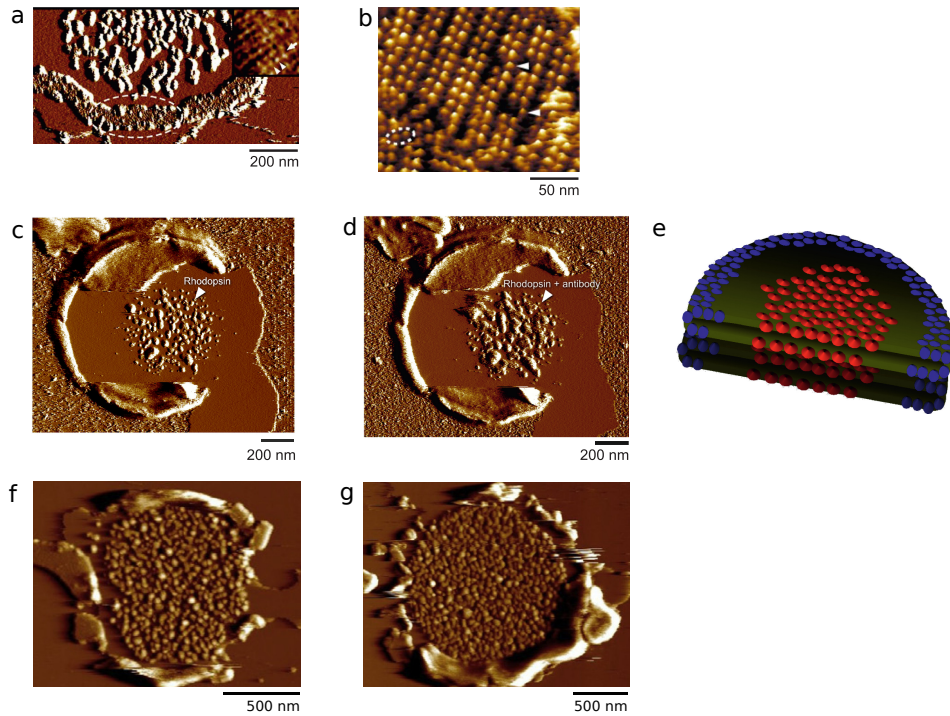 a
200 nm
b
50 nm
c
Rhodopsin
200 nm
d
Rhodopsin + antibody
200 nm
e
f
500 nm
g
500 nm